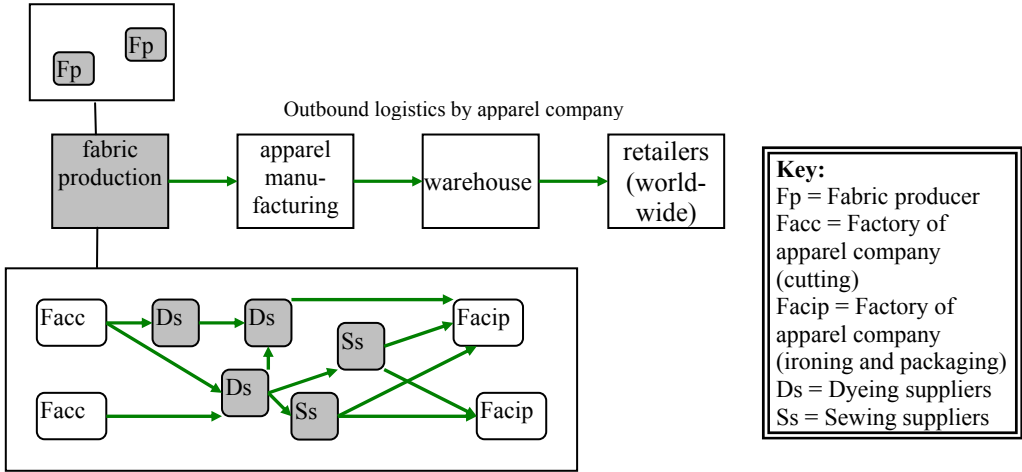 Fp
Fp
Outbound logistics by apparel company
fabric
production
apparel
manu-
facturing
warehouse
retailers
(world-
wide)
Key:
Fp = Fabric producer
Facc = Factory of
apparel company
(cutting)
Facip = Factory of
apparel company
(ironing and packaging)
Ds = Dyeing suppliers
Ss = Sewing suppliers
Facc
Ds
Ds
Ss
Facip
Facc
Ds
Ss
Facip